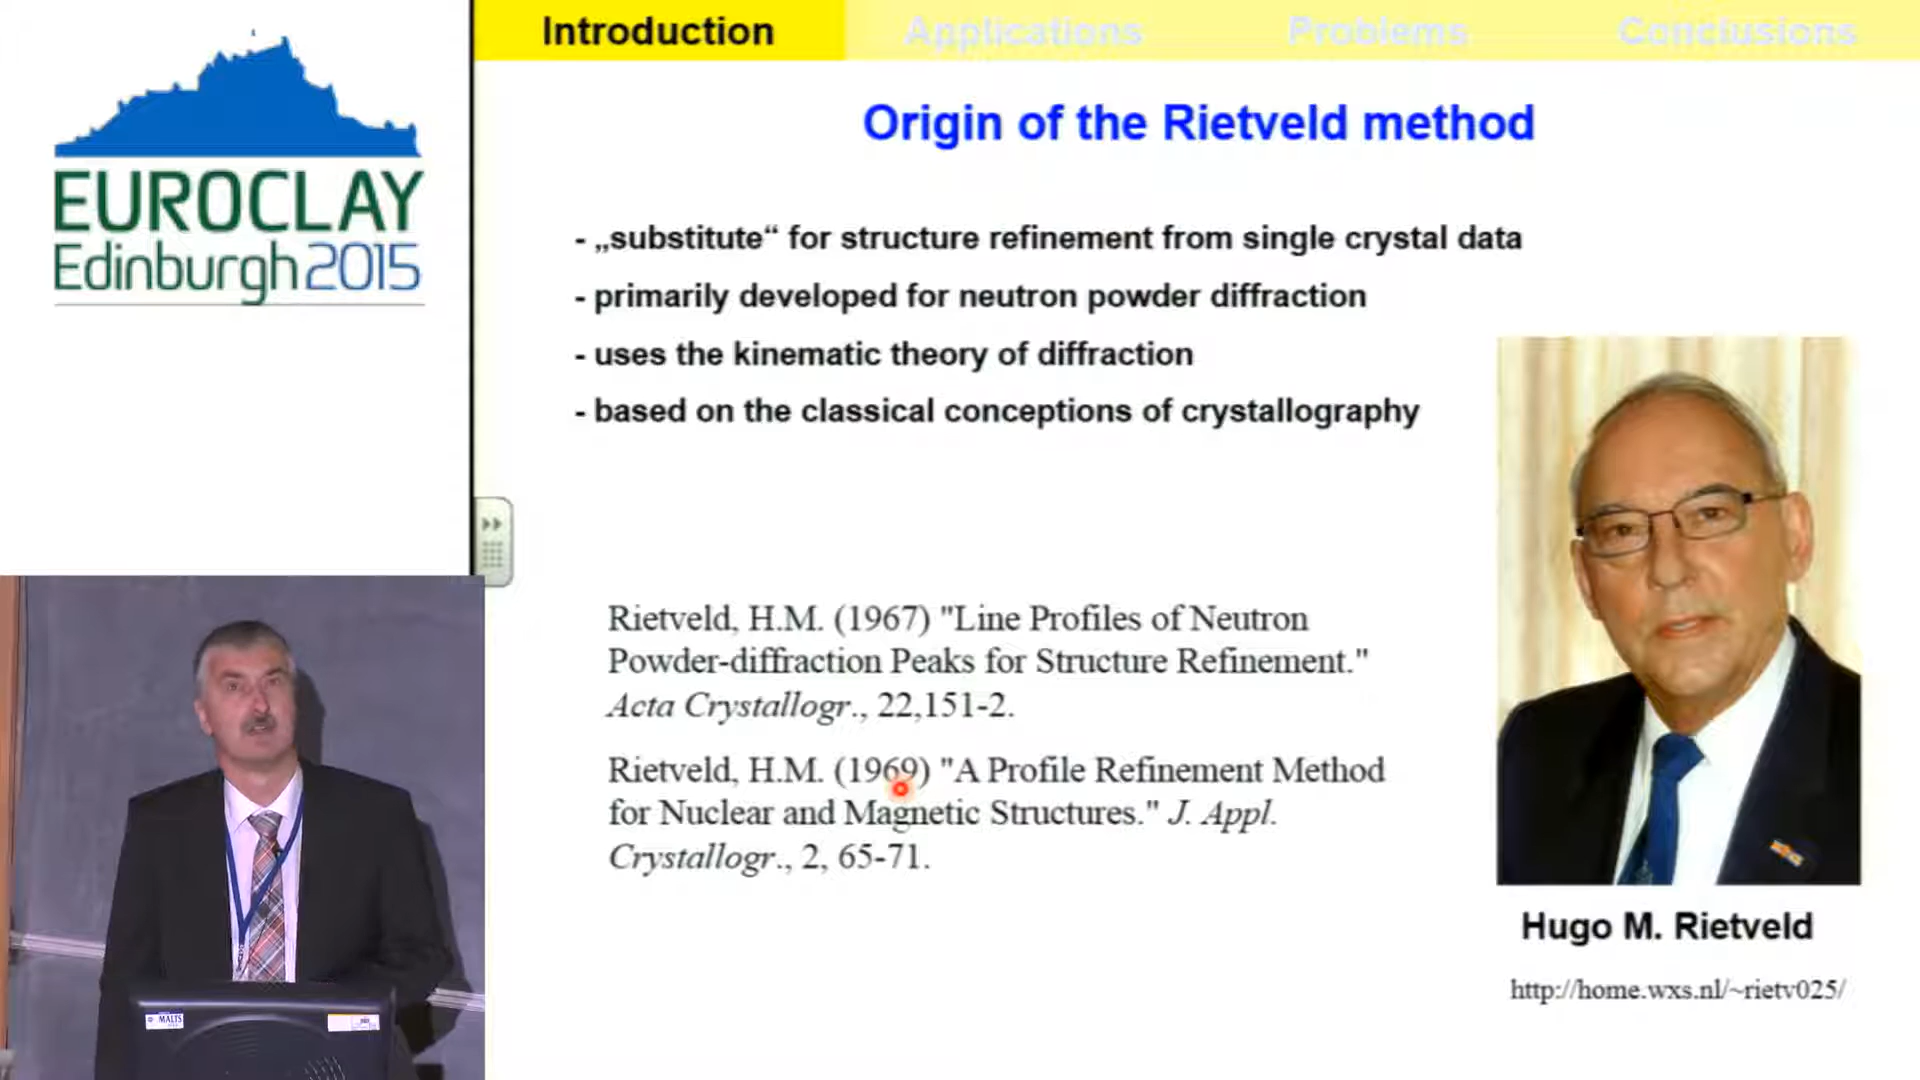 EUROCLAY
Edinburgh 2015
Introduction
Applications
Problems
Conclusions
Origin of the Rietveld method
- „substitute“ for structure refinement from single crystal data
- primarily developed for neutron powder diffraction
- uses the kinematic theory of diffraction
- based on the classical conceptions of crystallography
Rietveld, H.M. (1967) "Line Profiles of Neutron
Powder-diffraction Peaks for Structure Refinement."
Acta Crystallogr., 22,151-2.
Rietveld, H.M. (1969) "A Profile Refinement Method
for Nuclear and Magnetic Structures." J. Appl.
Crystallogr., 2, 65-71.
Hugo M. Rietveld
http://home.wxs.nl/~rietv025/
MALTS